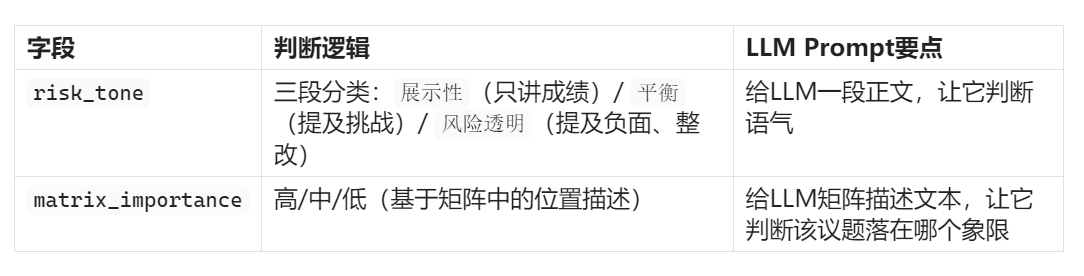 字段 判断逻辑 LLM Prompt要点
risk_tone 三段分类：展示性（只讲成绩）/ 平衡 给LLM一段正文，让它判断
（提及挑战）/ 风险透明（提及负面、整 语气
改）
matrix_importance 高/中/低（基于矩阵中的位置描述） 给LLM矩阵描述文本，让它
判断该议题落在哪个象限